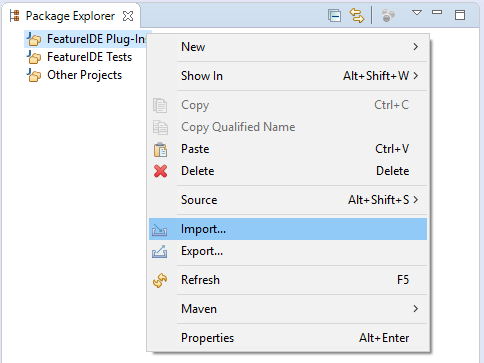 Package Explorer
FeatureIDE Plug-In
FeatureIDE Tests
Other Projects
New
Show In Alt+Shift+W
Copy Ctrl+C
Copy Qualified Name
Paste Ctrl+V
Delete Delete
Source Alt+Shift+S
Import...
Export...
Refresh F5
Maven
Properties Alt+Enter